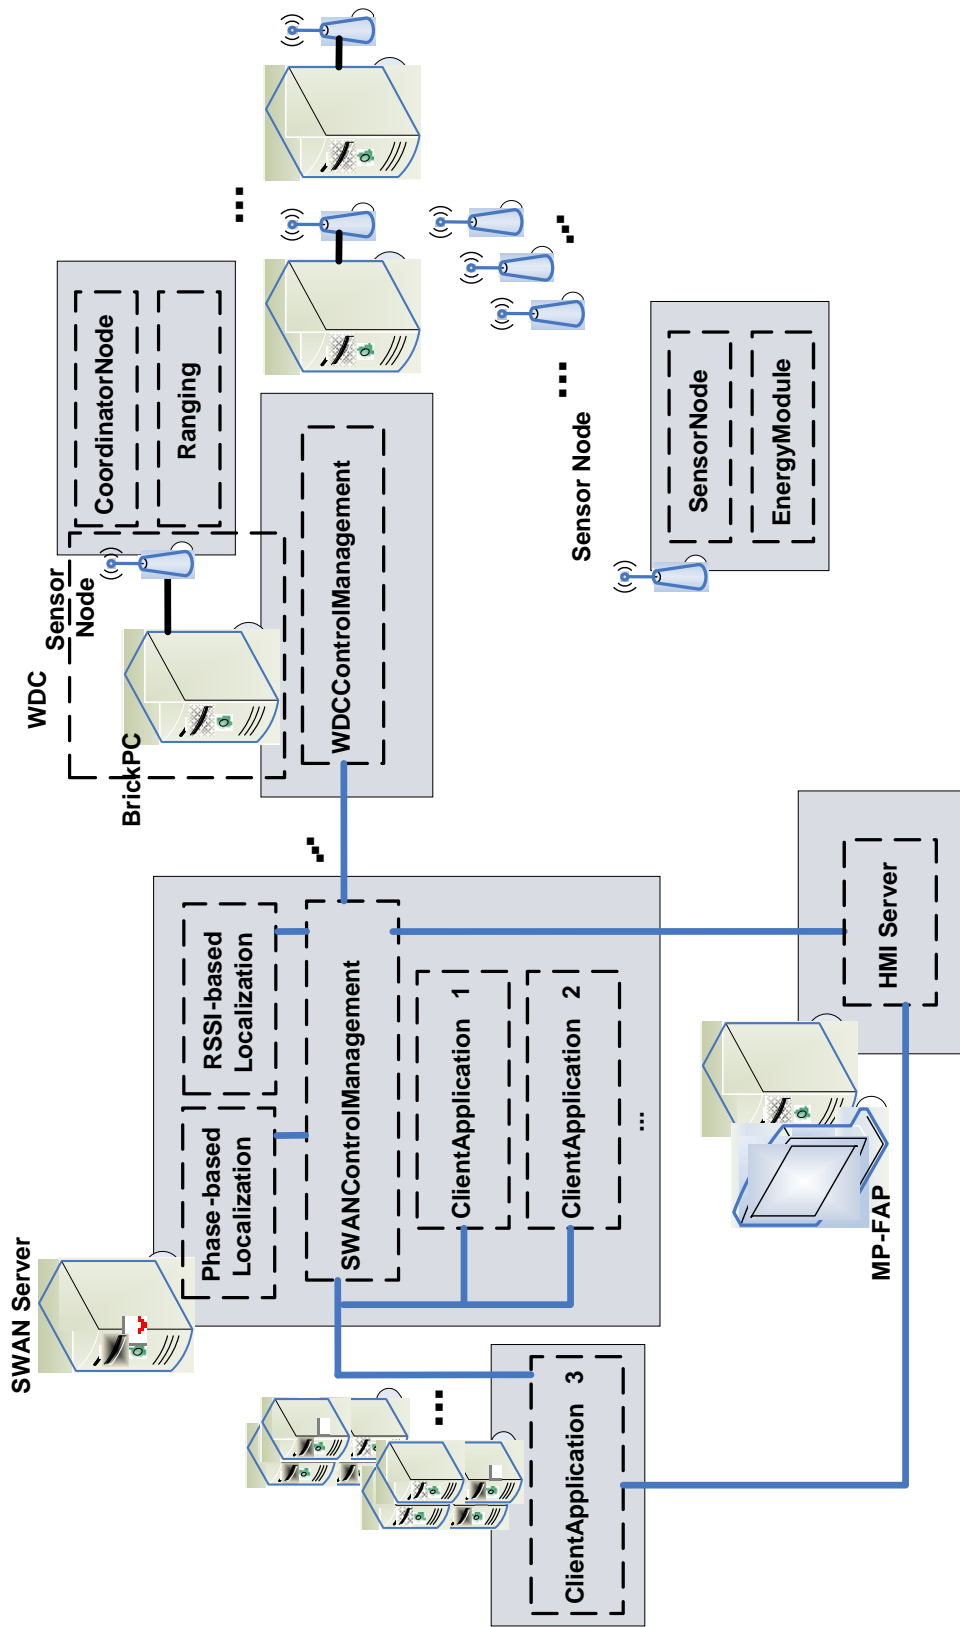 SWAN Server
Phase-based
Localization
RSSI-based
Localization
SWANControlManagement
ClientApplication 1
ClientApplication 2
...
ClientApplication 3
...
WDC
BrickPC
Sensor
Node
CoordinatorNode
Ranging
WDCControlManagement
...
...
...
...
Sensor Node
SensorNode
EnergyModule
MP-FAP
HMI Server